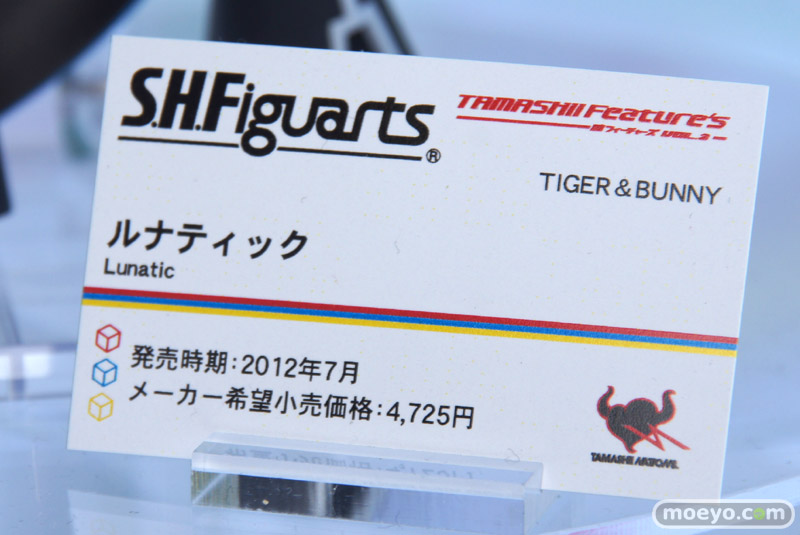 S.H.Figuarts®
TAMASHII Feature's
魂フィーチャーズ VOL.2
TIGER & BUNNY
ルナティック
Lunatic
発売時期:2012年7月
メーカー希望小売価格:4,725円
TAMASHII NATIONS
moeyo.com